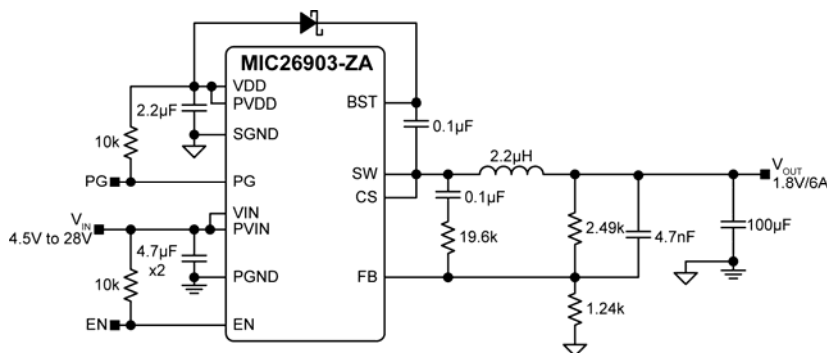 MIC26903-ZA
VDD
PVDD
BST
2.2µF
0.1µF
SGND
10k
2.2µH
SW
V_OUT
1.8V/6A
PG
PG
CS
0.1µF
VIN
V_IN
4.5V to 28V
PVIN
2.49k
4.7nF
100µF
19.6k
4.7µF
x2
PGND
FB
10k
1.24k
EN
EN